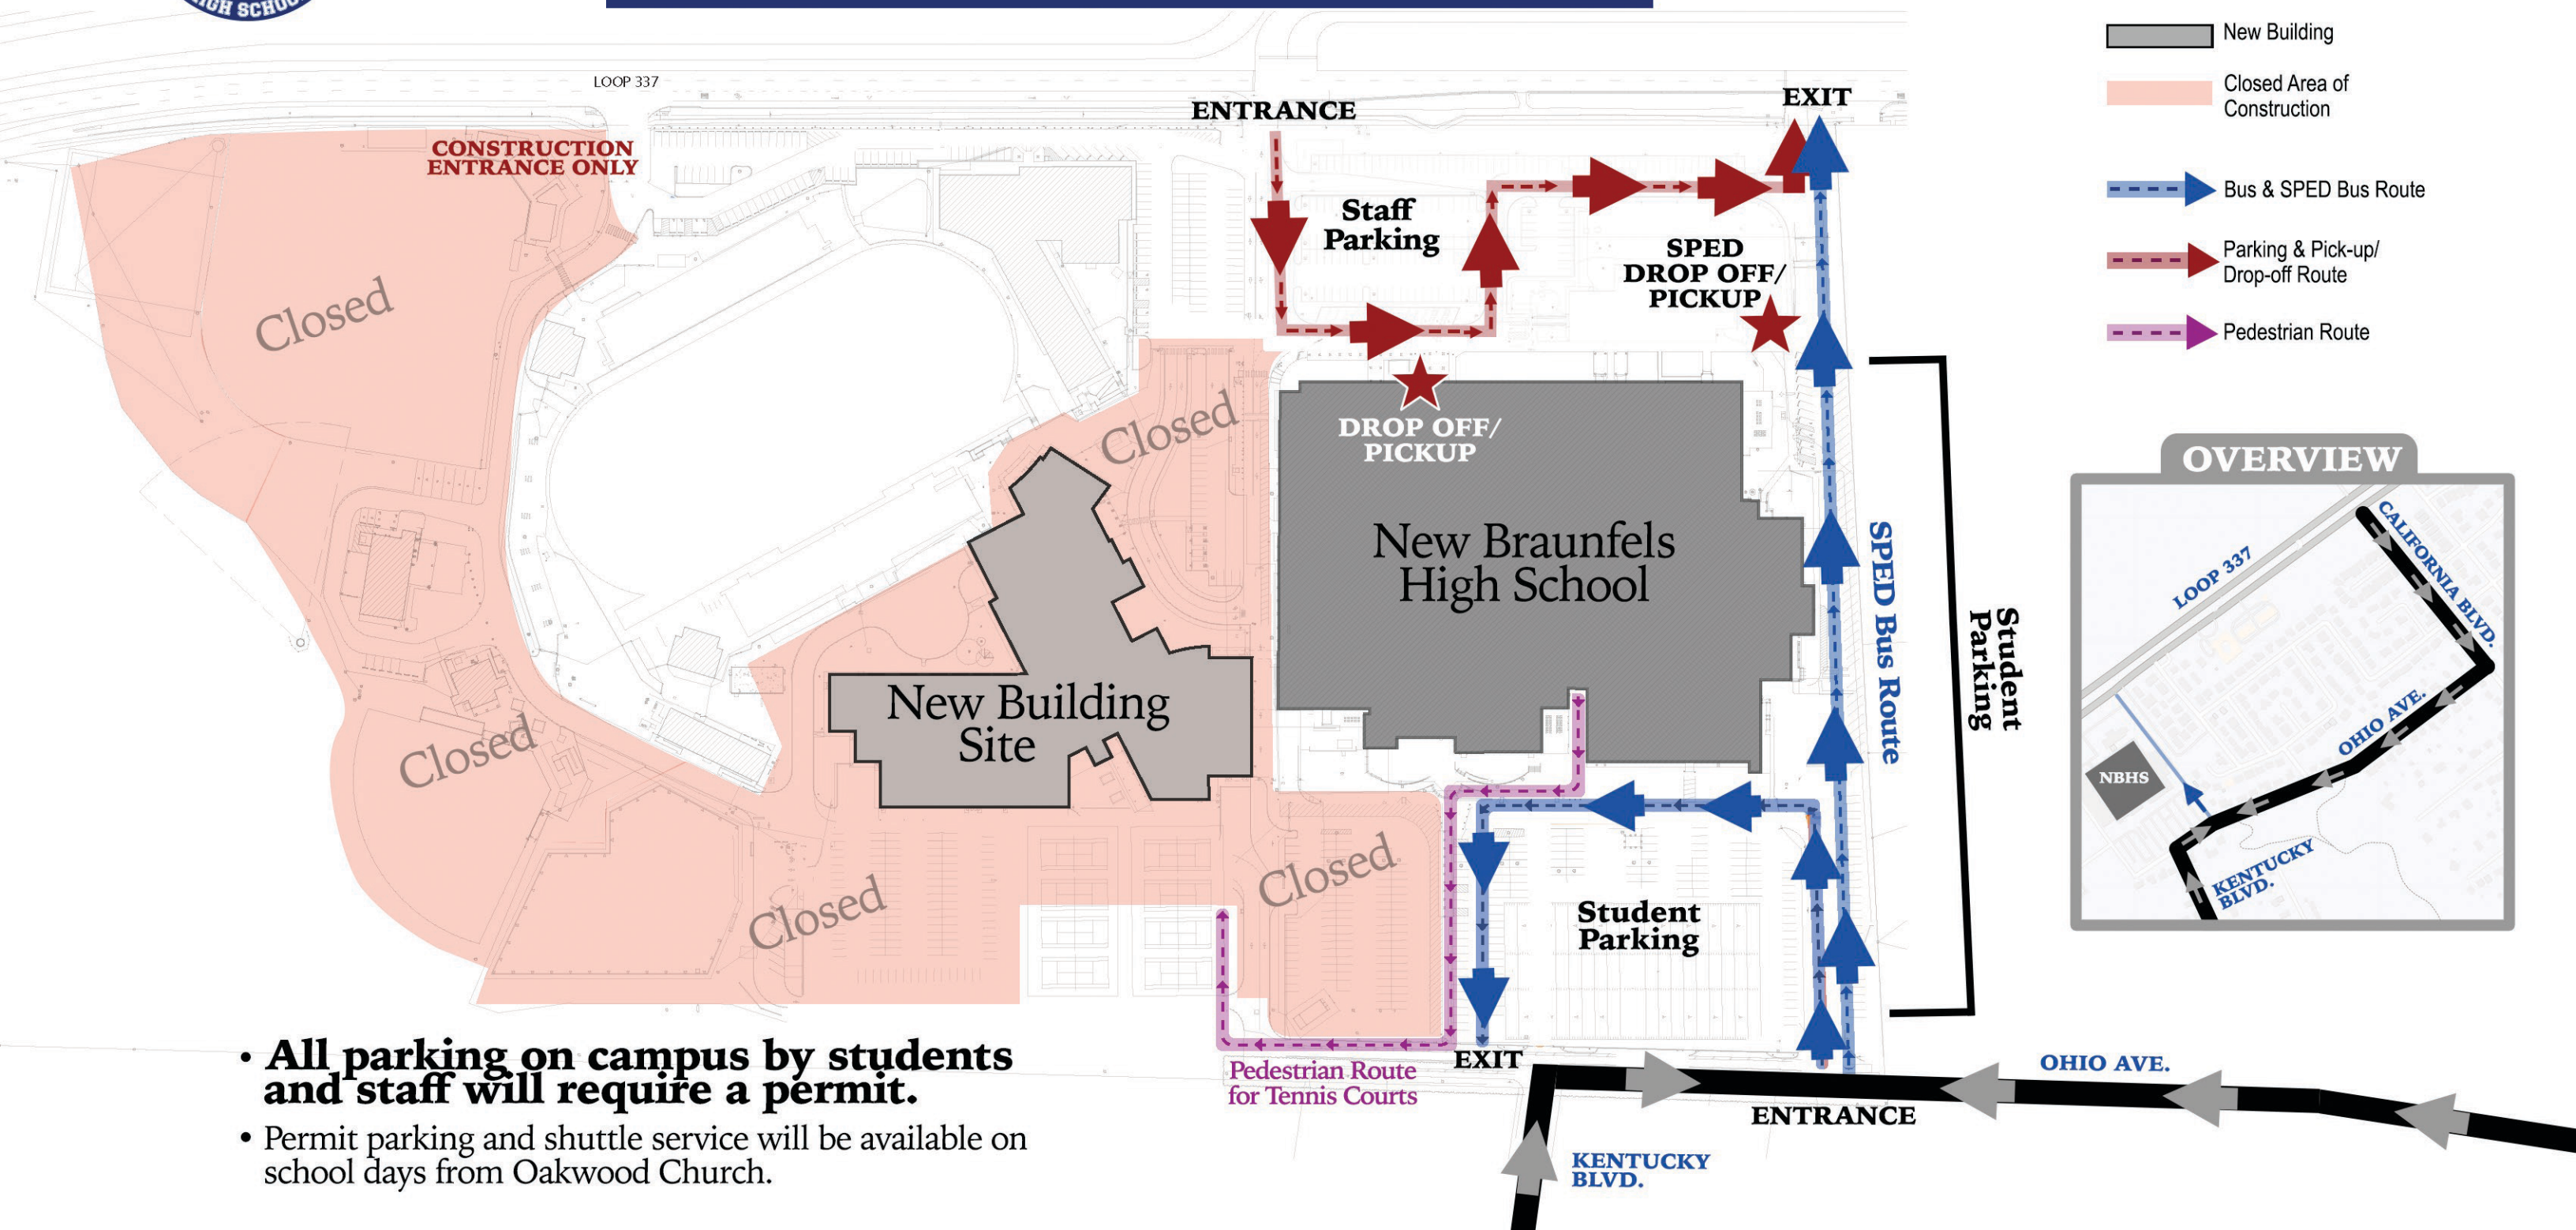 HIGH SCHOOL
LOOP 337
CONSTRUCTION
ENTRANCE ONLY
ENTRANCE
EXIT
Staff
Parking
SPED
DROP OFF/
PICKUP
DROP OFF/
PICKUP
New Braunfels
High School
New Building
Site
Closed
Closed
Closed
Closed
Closed
SPED Bus Route
Student
Parking
Student
Parking
EXIT
ENTRANCE
Pedestrian Route
for Tennis Courts
OHIO AVE.
KENTUCKY
BLVD.
• All parking on campus by students
and staff will require a permit.
• Permit parking and shuttle service will be available on
school days from Oakwood Church.
New Building
Closed Area of
Construction
Bus & SPED Bus Route
Parking & Pick-up/
Drop-off Route
Pedestrian Route
OVERVIEW
CALIFORNIA BLVD.
LOOP 337
OHIO AVE.
NBHS
KENTUCKY
BLVD.